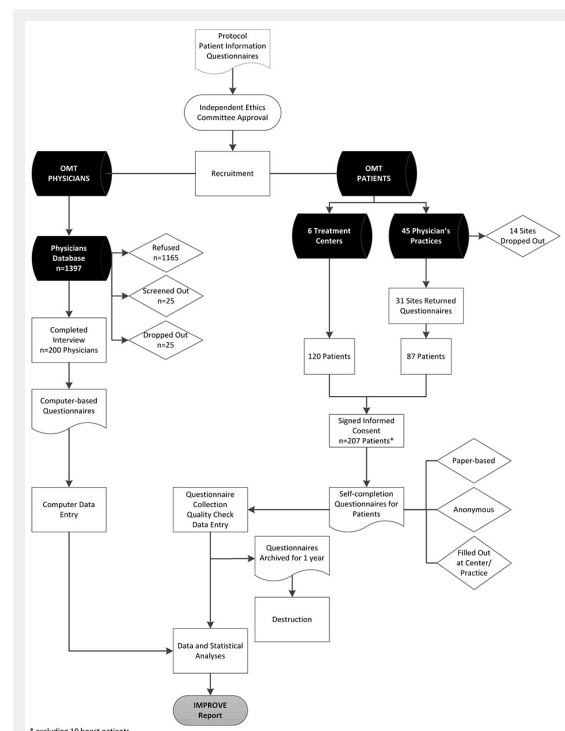 Protocol
Patient Information
Questionnaires
Independent Ethics
Committee Approval
OMT
PHYSICIANS
Recruitment
OMT
PATIENTS
Physicians
Database
n=1397
Refused
n=1165
Screened Out
n=25
Dropped Out
n=25
6 Treatment
Centers
45 Physician's
Practices
14 Sites
Dropped Out
31 Sites Returned
Questionnaires
Completed
Interview
n=200 Physicians
120 Patients
87 Patients
Computer-based
Questionnaires
Signed Informed
Consent
n=207 Patients*
Paper-based
Computer Data
Entry
Questionnaire
Collection
Quality Check
Data Entry
Self-completion
Questionnaires for
Patients
Anonymous
Filled Out
at Center/
Practice
Questionnaires
Archived for 1 year
Destruction
Data and Statistical
Analyses
IMPROVE
Report
* excluding 10 boost patients